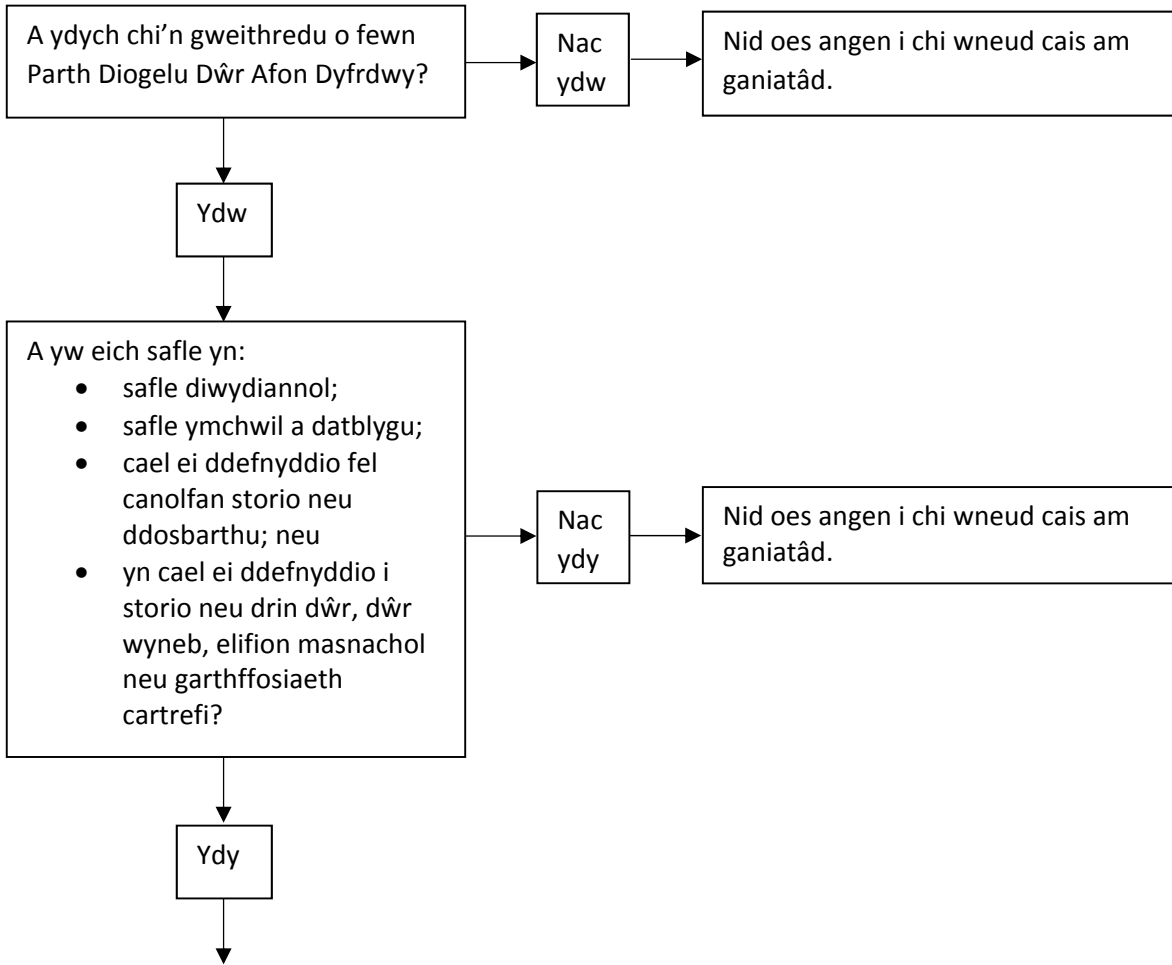 A ydych chi'n gweithredu o fewn
Parth Diogelu Dŵr Afon Dyfrdwy?
Nac
ydw
Nid oes angen i chi wneud cais am
ganiatâd.
Ydw
A yw eich safle yn:
• safle diwydiannol;
• safle ymchwil a datblygu;
• cael ei ddefnyddio fel
canolfan storio neu
ddosbarthu; neu
• yn cael ei ddefnyddio i
storio neu drin dŵr, dŵr
wyneb, elifion masnachol
neu garthffosiaeth
cartrefi?
Nac
ydy
Nid oes angen i chi wneud cais am
ganiatâd.
Ydy